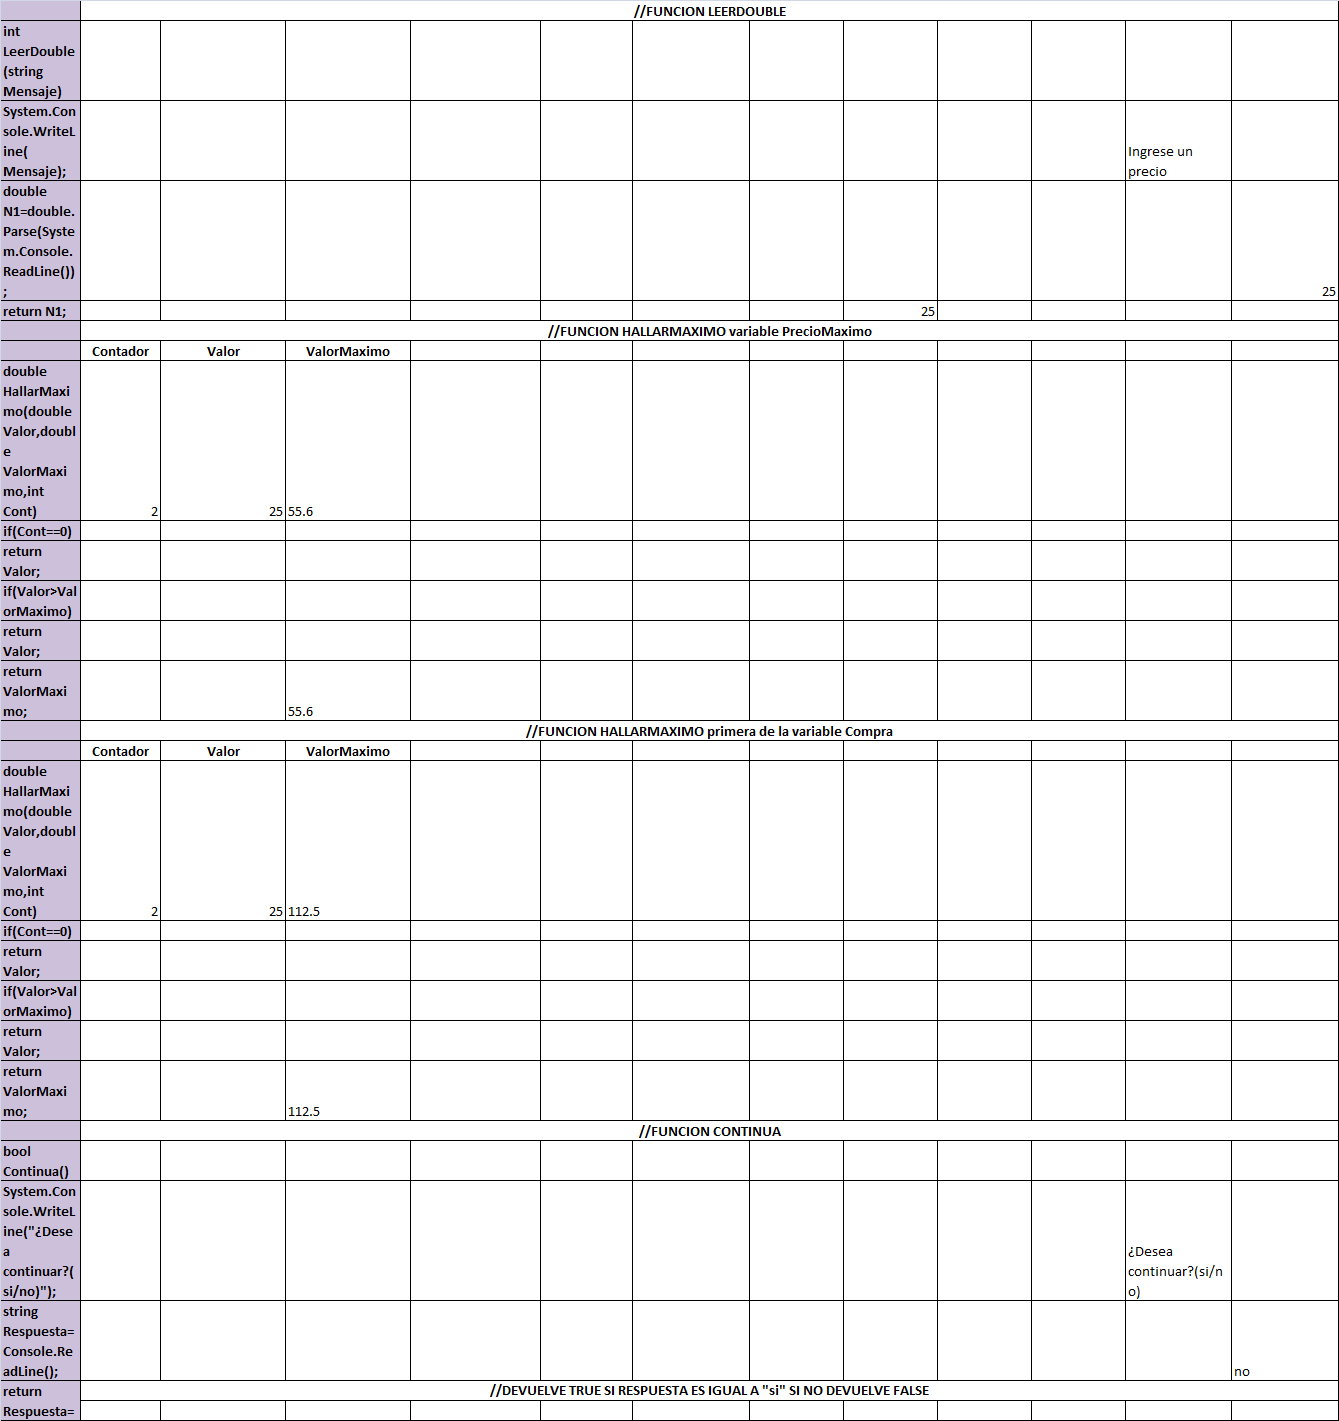 //FUNCION LEERDOUBLE
int
LeerDouble
(string
Mensaje)
System.Con
sole.WriteL
ine(
Mensaje);
Ingrese un
precio
double
N1=double.
Parse(Syste
m.Console.
ReadLine())
;
25
return N1;
25
//FUNCION HALLARMAXIMO variable PrecioMaximo
Contador Valor ValorMaximo
double
HallarMaxi
mo(double
Valor,doubl
e
ValorMaxi
mo,int
Cont)
2 25 55.6
if(Cont==0)
return
Valor;
if(Valor>Val
orMaximo)
return
Valor;
return
ValorMaxi
mo;
55.6
//FUNCION HALLARMAXIMO primera de la variable Compra
Contador Valor ValorMaximo
double
HallarMaxi
mo(double
Valor,doubl
e
ValorMaxi
mo,int
Cont)
2 25 112.5
if(Cont==0)
return
Valor;
if(Valor>Val
orMaximo)
return
Valor;
return
ValorMaxi
mo;
112.5
//FUNCION CONTINUA
bool
Continua()
System.Con
sole.WriteL
ine("¿Dese
a
continuar?(
si/no)");
¿Desea
continuar?(si/n
o)
string
Respuesta=
Console.Re
adLine();
no
//DEVUELVE TRUE SI RESPUESTA ES IGUAL A "si" SI NO DEVUELVE FALSE
return
Respuesta=